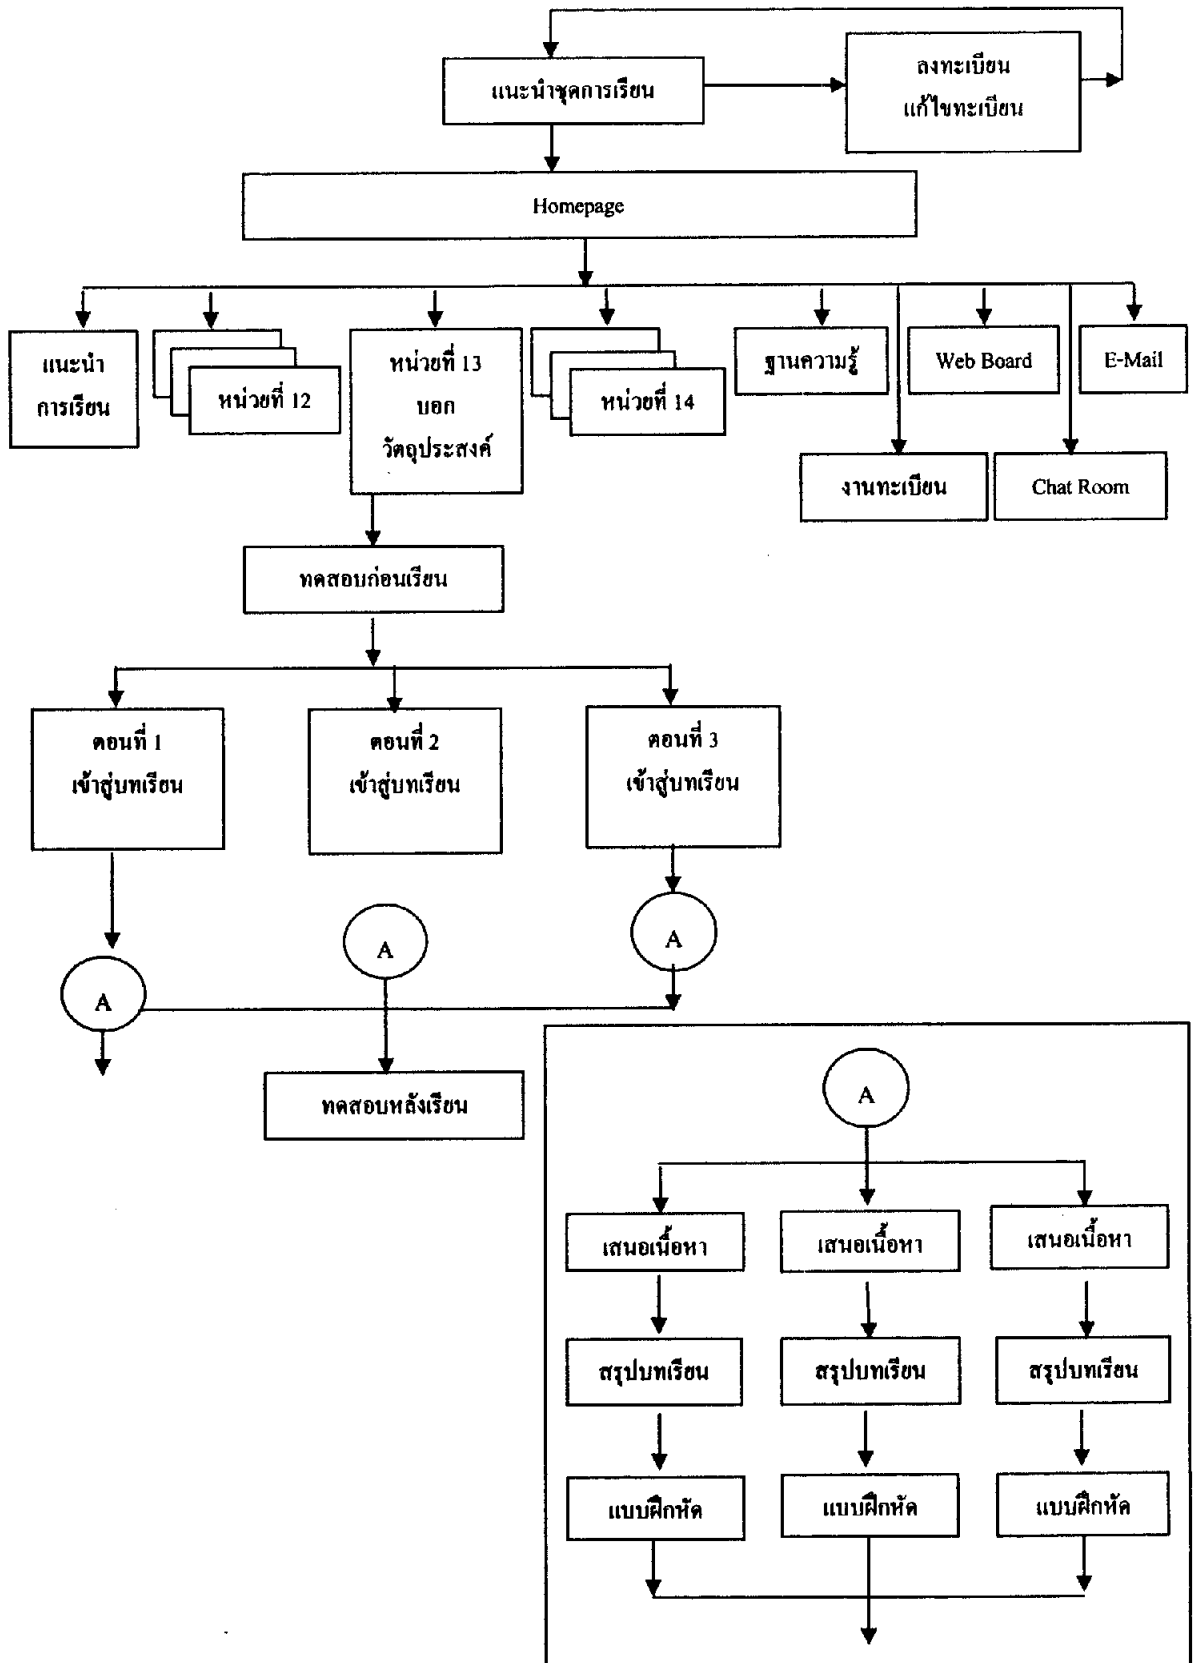 แนะนำชุดการเรียน
ลงทะเบียน
แก้ไขทะเบียน
Homepage
แนะนำ
การเรียน
หน่วยที่ 12
หน่วยที่ 13
บอก
วัตถุประสงค์
หน่วยที่ 14
ฐานความรู้
Web Board
E-Mail
งานทะเบียน
Chat Room
ทดสอบก่อนเรียน
ตอนที่ 1
เข้าสู่บทเรียน
ตอนที่ 2
เข้าสู่บทเรียน
ตอนที่ 3
เข้าสู่บทเรียน
A
A
A
ทดสอบหลังเรียน
A
เสนอเนื้อหา
เสนอเนื้อหา
เสนอเนื้อหา
สรุปบทเรียน
สรุปบทเรียน
สรุปบทเรียน
แบบฝึกหัด
แบบฝึกหัด
แบบฝึกหัด